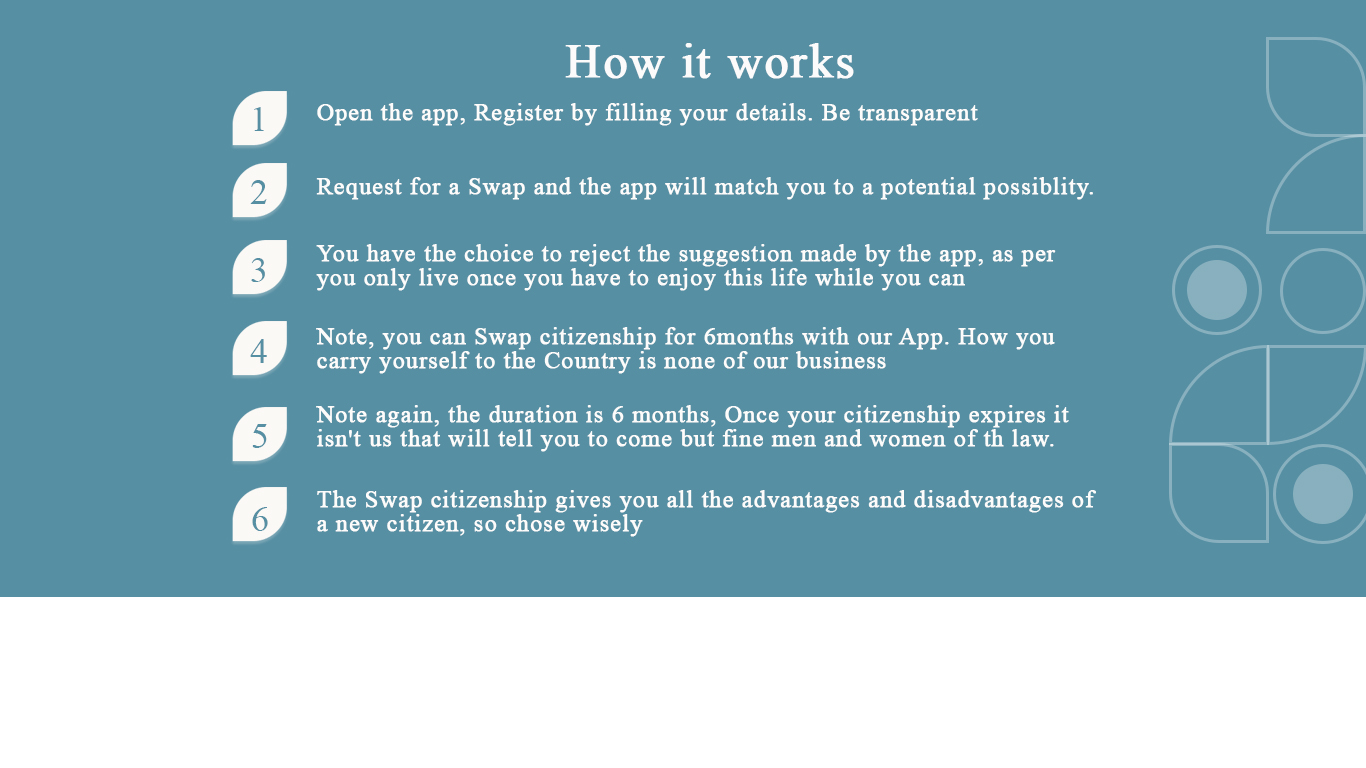 How it works
1
Open the app, Register by filling your details. Be transparent
2
Request for a Swap and the app will match you to a potential possiblity.
3
You have the choice to reject the suggestion made by the app, as per
you only live once you have to enjoy this life while you can
4
Note, you can Swap citizenship for 6months with our App. How you
carry yourself to the Country is none of our business
5
Note again, the duration is 6 months, Once your citizenship expires it
isn't us that will tell you to come but fine men and women of th law.
6
The Swap citizenship gives you all the advantages and disadvantages of
a new citizen, so chose wisely